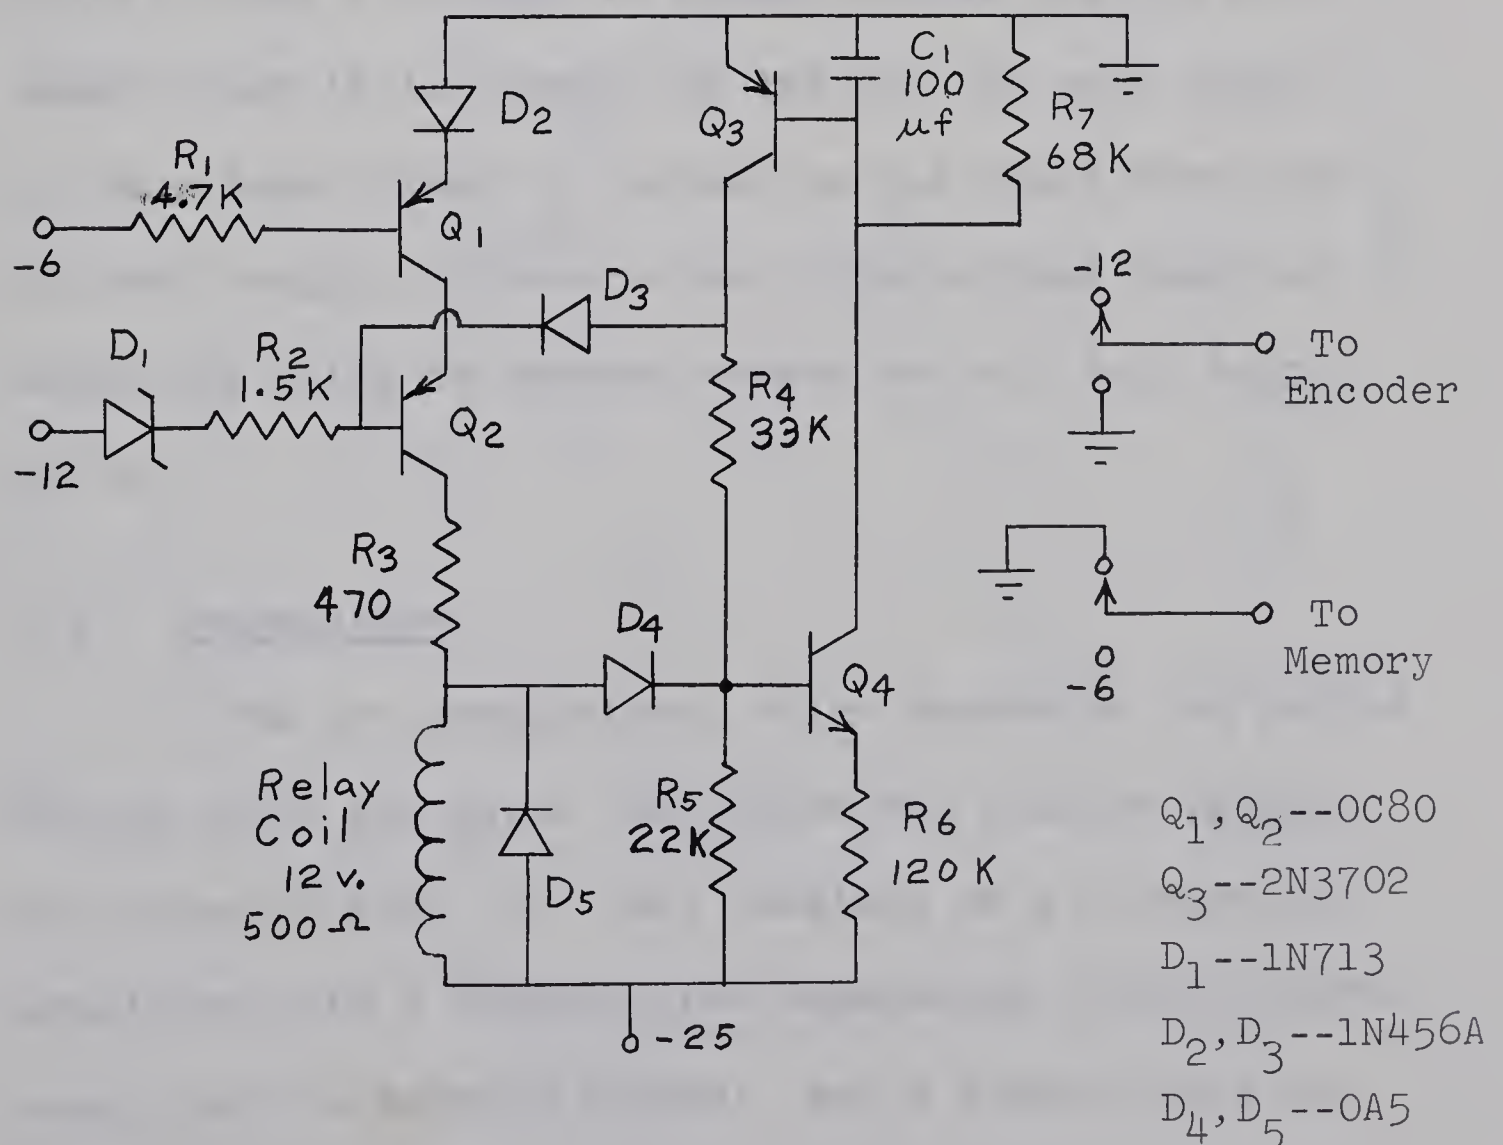 C1
100
µf
D2
Q3
R7
68K
R1
4.7K
Q1
-6
D3
-12
D1
R2
1.5K
R4
33K
To
Encoder
Q2
-12
R3
470
D4
To
Memory
Q4
-6
Relay
Coil
12 v.
500 Ω
D5
R5
22K
R6
120 K
-25
Q1,Q2--OC80
Q3--2N3702
D1--1N713
D2,D3--1N456A
D4,D5--OA5